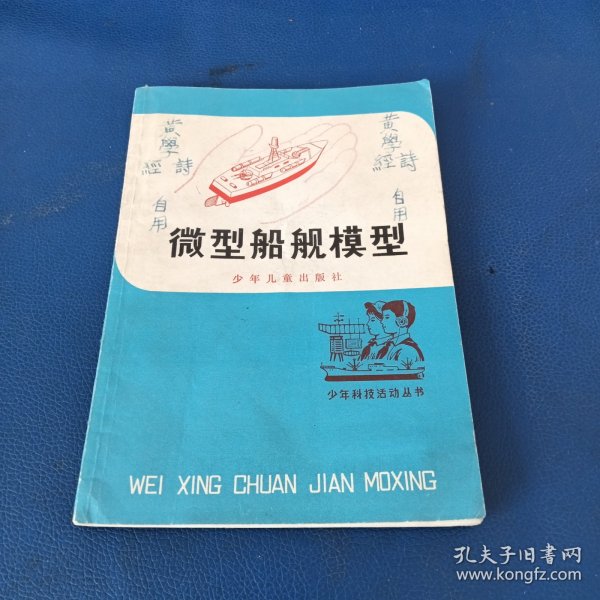 黄學
經詩
自用
黄學
經詩
自用
微型船舰模型
少年儿童出版社
少年科技活动丛书
WEI XING CHUAN JIAN MOXING
孔夫子旧书网
www.kongfz.com